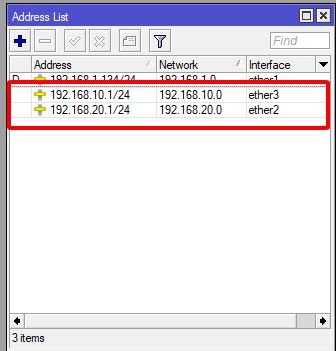 Address List
Find
Address Network Interface
D 192.168.1.134/24 192.168.1.0 ether1
192.168.10.1/24 192.168.10.0 ether3
192.168.20.1/24 192.168.20.0 ether2
3 items